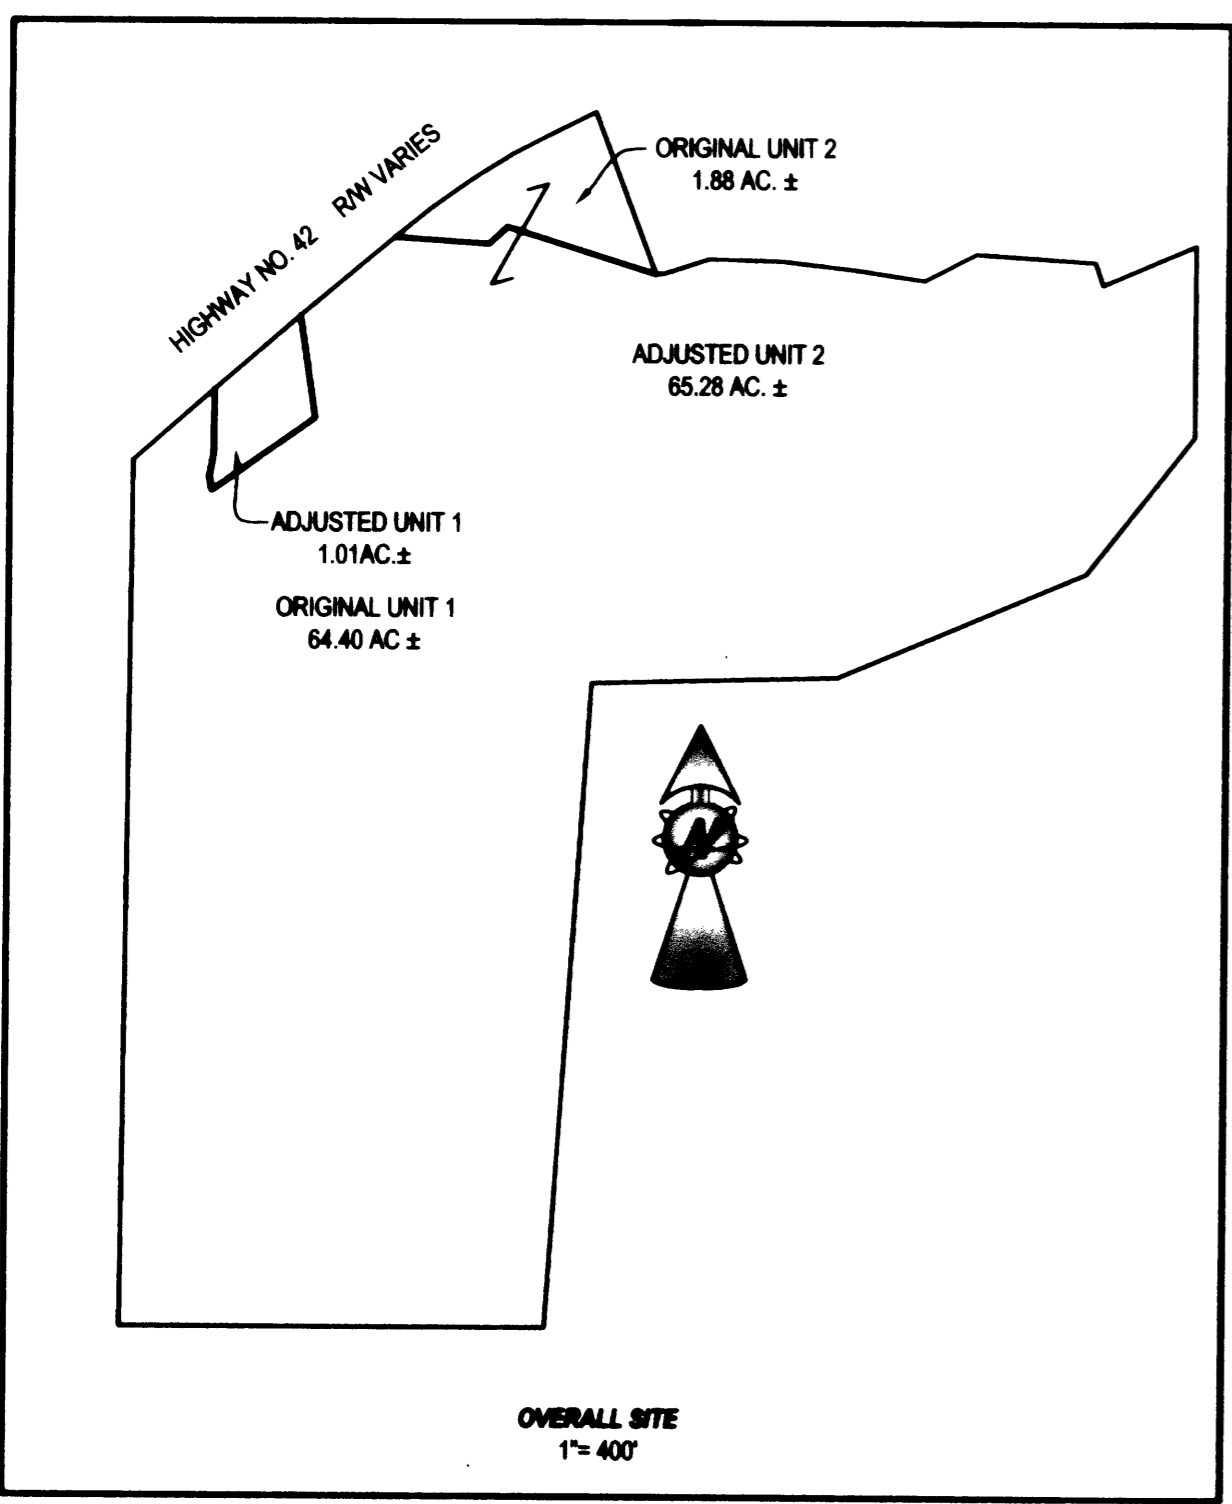 HIGHWAY NO. 42 R/W VARIES
ORIGINAL UNIT 2
1.88 AC. ±
ADJUSTED UNIT 2
65.28 AC. ±
ADJUSTED UNIT 1
1.01AC.±
ORIGINAL UNIT 1
64.40 AC ±
N
OVERALL SITE
1"= 400'